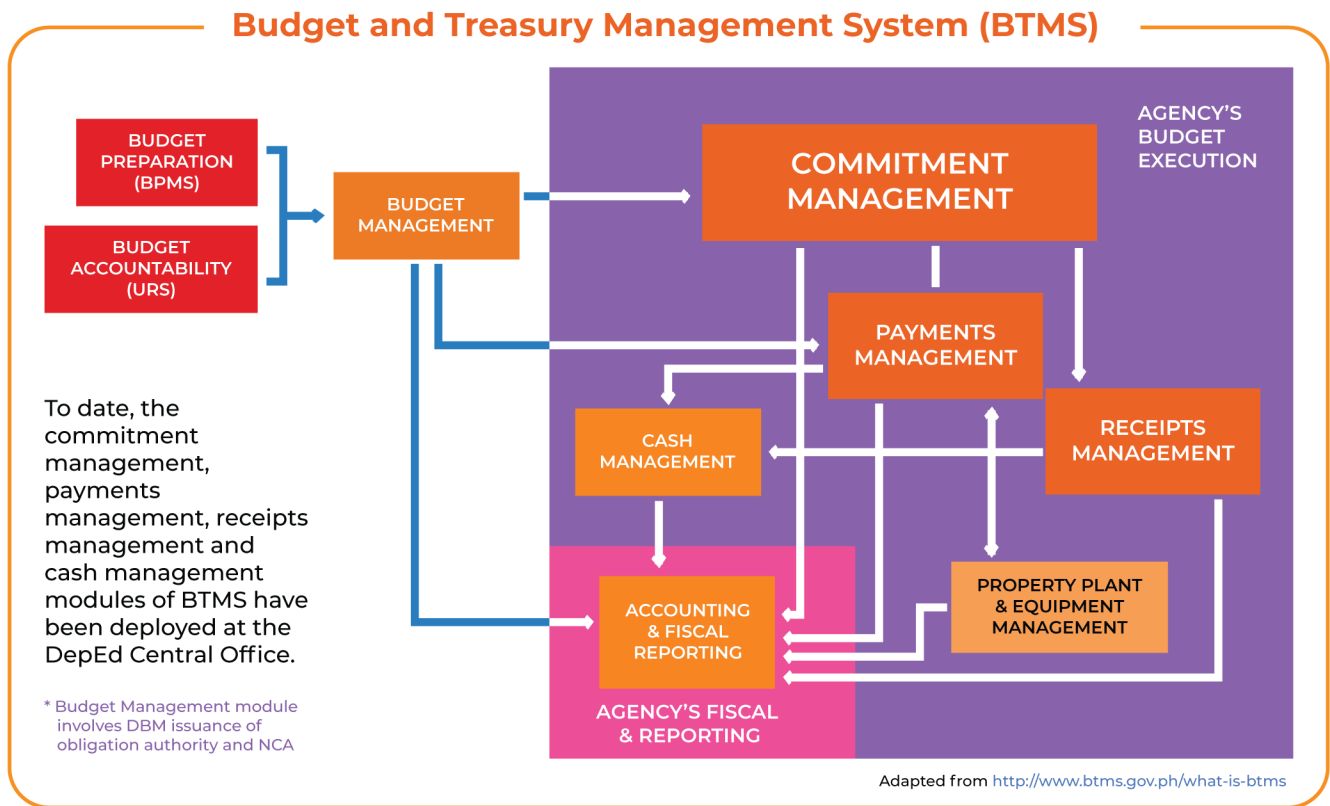 Budget and Treasury Management System (BTMS)
BUDGET
PREPARATION
(BPMS)
BUDGET
ACCOUNTABILITY
(URS)
BUDGET
MANAGEMENT
AGENCY'S
BUDGET
EXECUTION
COMMITMENT
MANAGEMENT
PAYMENTS
MANAGEMENT
CASH
MANAGEMENT
RECEIPTS
MANAGEMENT
ACCOUNTING
& FISCAL
REPORTING
PROPERTY PLANT
& EQUIPMENT
MANAGEMENT
AGENCY'S FISCAL
& REPORTING
To date, the
commitment
management,
payments
management, receipts
management and
cash management
modules of BTMS have
been deployed at the
DepEd Central Office.
* Budget Management module
involves DBM issuance of
obligation authority and NCA
Adapted from http://www.btms.gov.ph/what-is-btms